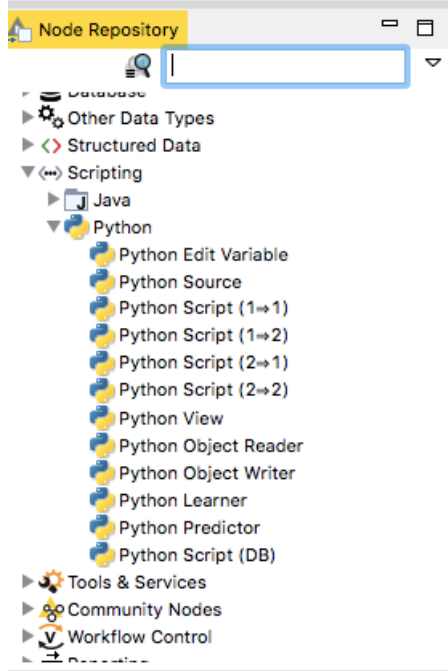 Node Repository
Database
Other Data Types
Structured Data
Scripting
Java
Python
Python Edit Variable
Python Source
Python Script (1⇒1)
Python Script (1⇒2)
Python Script (2⇒1)
Python Script (2⇒2)
Python View
Python Object Reader
Python Object Writer
Python Learner
Python Predictor
Python Script (DB)
Tools & Services
Community Nodes
Workflow Control
Reporting